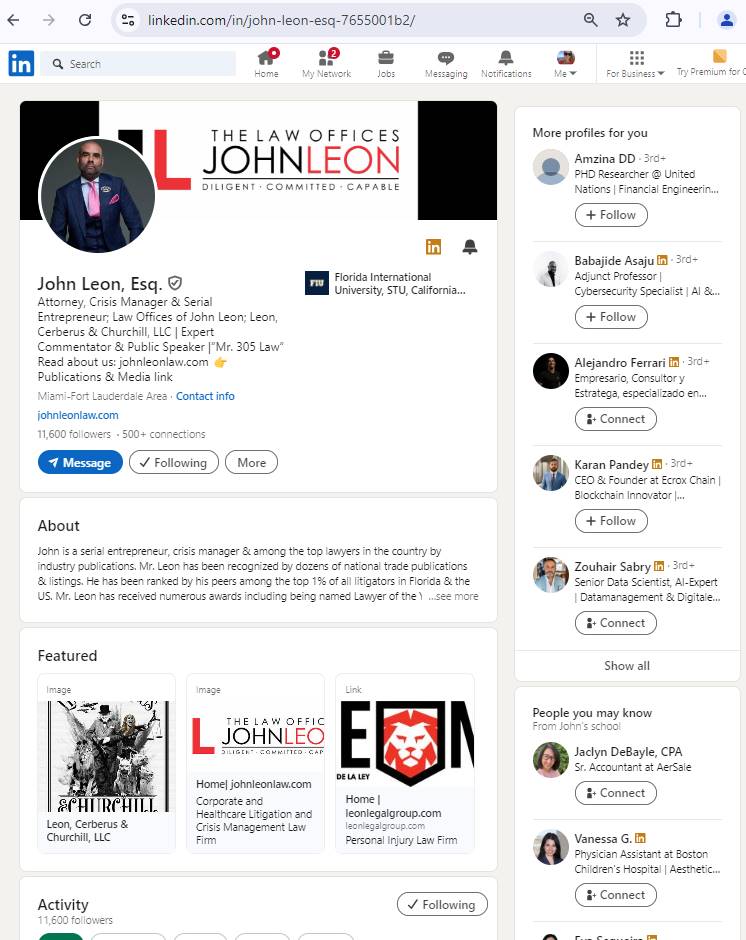 linkedin.com/in/john-leon-esq-7655001b2/
in
Search
Home
2
My Network
Jobs
Messaging
Notifications
Me
For Business
Try Premium for
THE LAW OFFICES
JOHNLEON
DILIGENT · COMMITTED · CAPABLE
L
in
John Leon, Esq.
Attorney, Crisis Manager & Serial
Entrepreneur; Law Offices of John Leon; Leon,
Cerberus & Churchill, LLC | Expert
Commentator & Public Speaker |"Mr. 305 Law"
Read about us: johnleonlaw.com 👉
Publications & Media link
FIU
Florida International
University, STU, California...
Miami-Fort Lauderdale Area · Contact info
johnleonlaw.com
11,600 followers · 500+ connections
Message
Following
More
About
John is a serial entrepreneur, crisis manager & among the top lawyers in the country by
industry publications. Mr. Leon has been recognized by dozens of national trade publications
& listings. He has been ranked by his peers among the top 1% of all litigators in Florida & the
US. Mr. Leon has received numerous awards including being named Lawyer of the Y ...see more
Featured
Image
& CHURCHILL
Leon, Cerberus &
Churchill, LLC
Image
THE LAW OFFIC
L JOHNLEO
DILIGENT · COMMITTED · CAP
Home| johnleonlaw.com
Corporate and
Healthcare Litigation and
Crisis Management Law
Firm
Link
E N
DE LA LEY
Home |
leonlegalgroup.com
leonlegalgroup.com
Personal Injury Law Firm
Activity
11,600 followers
Following
More profiles for you
Amzina DD · 3rd+
PHD Researcher @ United
Nations | Financial Engineerin...
+ Follow
Babajide Asaju in · 3rd+
Adjunct Professor |
Cybersecurity Specialist | AI &...
+ Follow
Alejandro Ferrari in · 3rd+
Empresario, Consultor y
Estratega, especializado en...
Connect
Karan Pandey in · 3rd+
CEO & Founder at Ecrox Chain |
Blockchain Innovator |...
+ Follow
Zouhair Sabry in · 3rd+
Senior Data Scientist, AI-Expert
| Datamanagement & Digitale...
Connect
Show all
People you may know
From John's school
Jaclyn DeBayle, CPA
Sr. Accountant at AerSale
Connect
Vanessa G. in
Physician Assistant at Boston
Children's Hospital | Aesthetic...
Connect